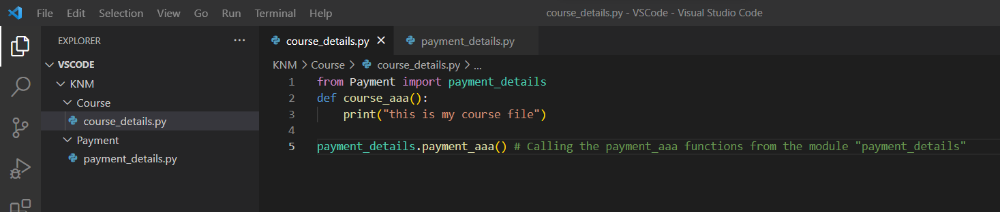 File Edit Selection View Go Run Terminal Help
course_details.py - VSCode - Visual Studio Code
EXPLORER ...
VSCODE
KNM
Course
course_details.py
Payment
payment_details.py
course_details.py payment_details.py
KNM > Course > course_details.py > ...
1 from Payment import payment_details
2 def course_aaa():
3     print("this is my course file")
4
5 payment_details.payment_aaa() # Calling the payment_aaa functions from the module "payment_details"